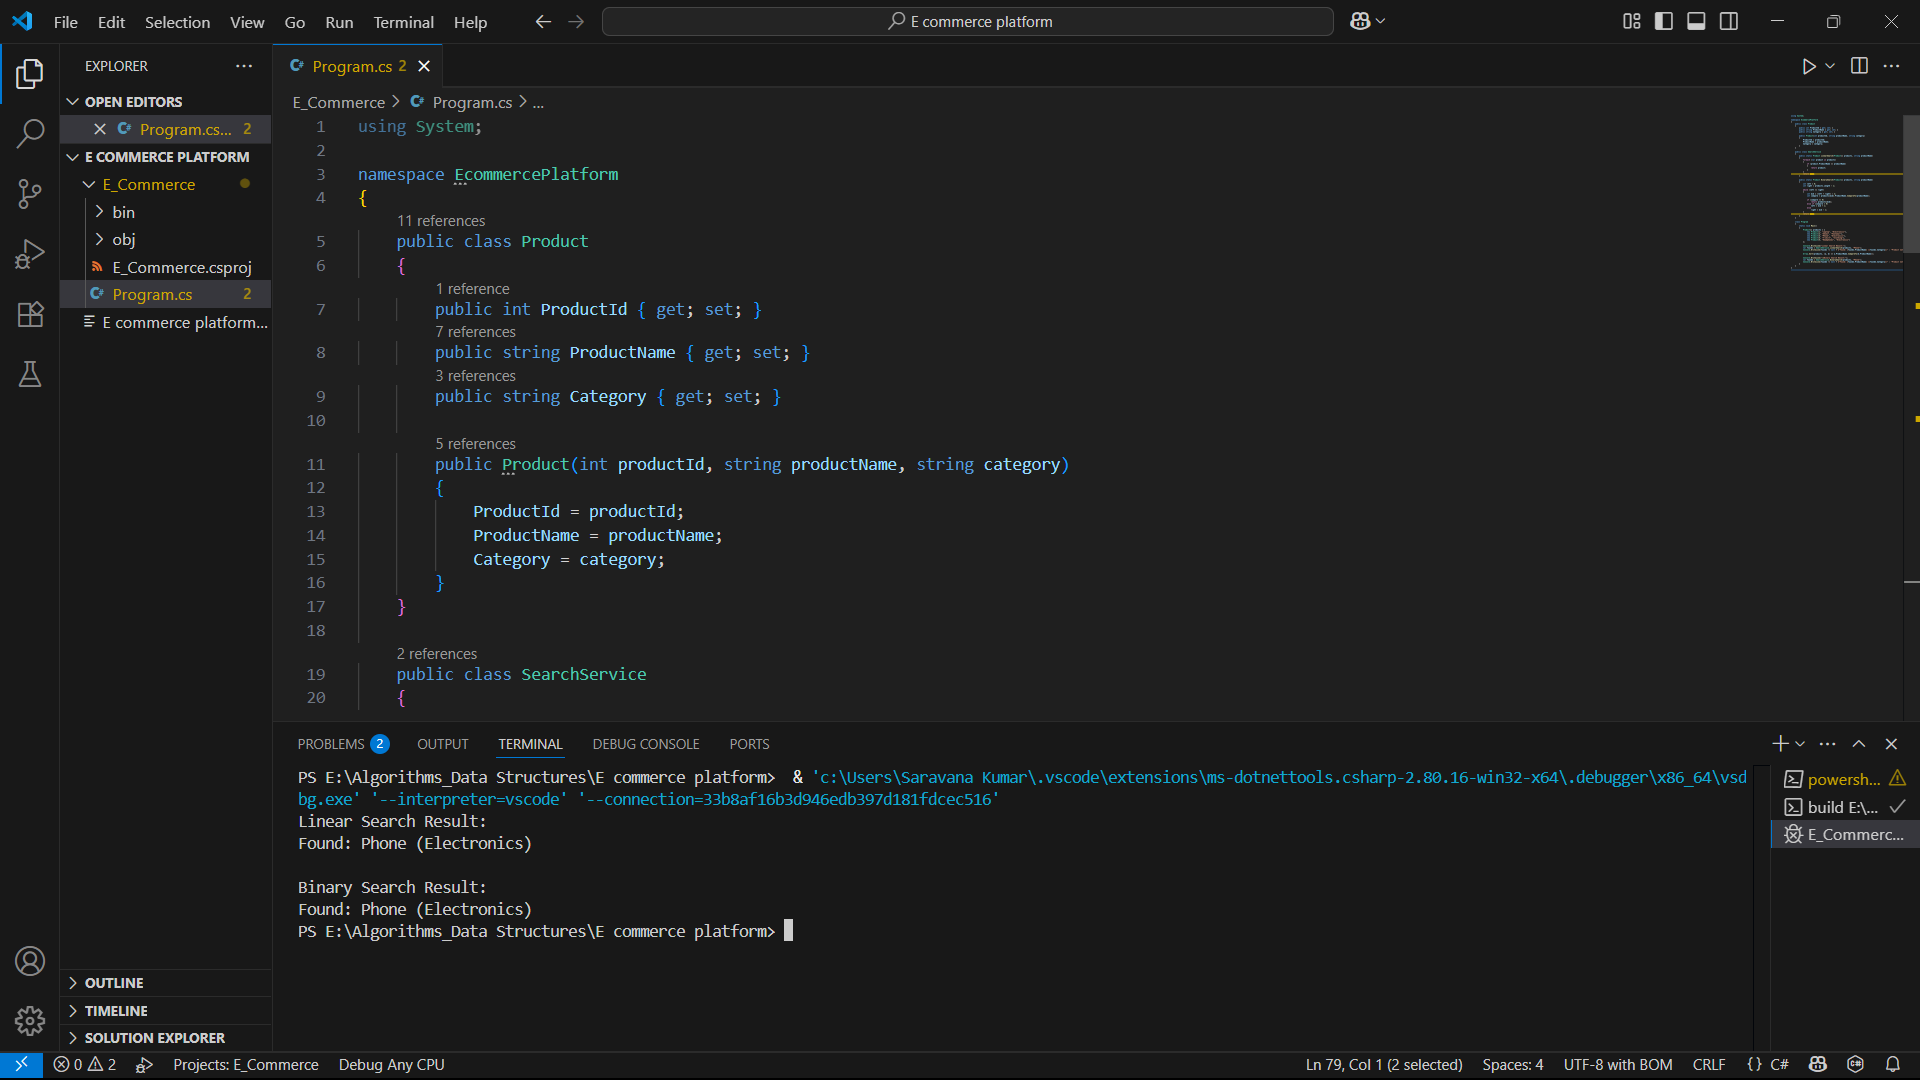 File Edit Selection View Go Run Terminal Help
E commerce platform
EXPLORER
OPEN EDITORS
Program.cs... 2
E COMMERCE PLATFORM
E_Commerce
bin
obj
E_Commerce.csproj
Program.cs 2
E commerce platform...
OUTLINE
TIMELINE
SOLUTION EXPLORER
Program.cs 2
E_Commerce > Program.cs > ...
1 using System;
2
3 namespace EcommercePlatform
4 {
11 references
5 public class Product
6 {
1 reference
7 public int ProductId { get; set; }
7 references
8 public string ProductName { get; set; }
3 references
9 public string Category { get; set; }
10
5 references
11 public Product(int productId, string productName, string category)
12 {
13 ProductId = productId;
14 ProductName = productName;
15 Category = category;
16 }
17 }
18
2 references
19 public class SearchService
20 {
PROBLEMS 2 OUTPUT TERMINAL DEBUG CONSOLE PORTS
PS E:\Algorithms_Data Structures\E commerce platform> & 'c:\Users\Saravana Kumar\.vscode\extensions\ms-dotnettools.csharp-2.80.16-win32-x64\.debugger\x86_64\vsd
bg.exe' '--interpreter=vscode' '--connection=33b8af16b3d946edb397d181fdcec516'
Linear Search Result:
Found: Phone (Electronics)
Binary Search Result:
Found: Phone (Electronics)
PS E:\Algorithms_Data Structures\E commerce platform>
powersh...
build E:\...
E_Commerc...
0 2 Projects: E_Commerce Debug Any CPU
Ln 79, Col 1 (2 selected) Spaces: 4 UTF-8 with BOM CRLF {} C#